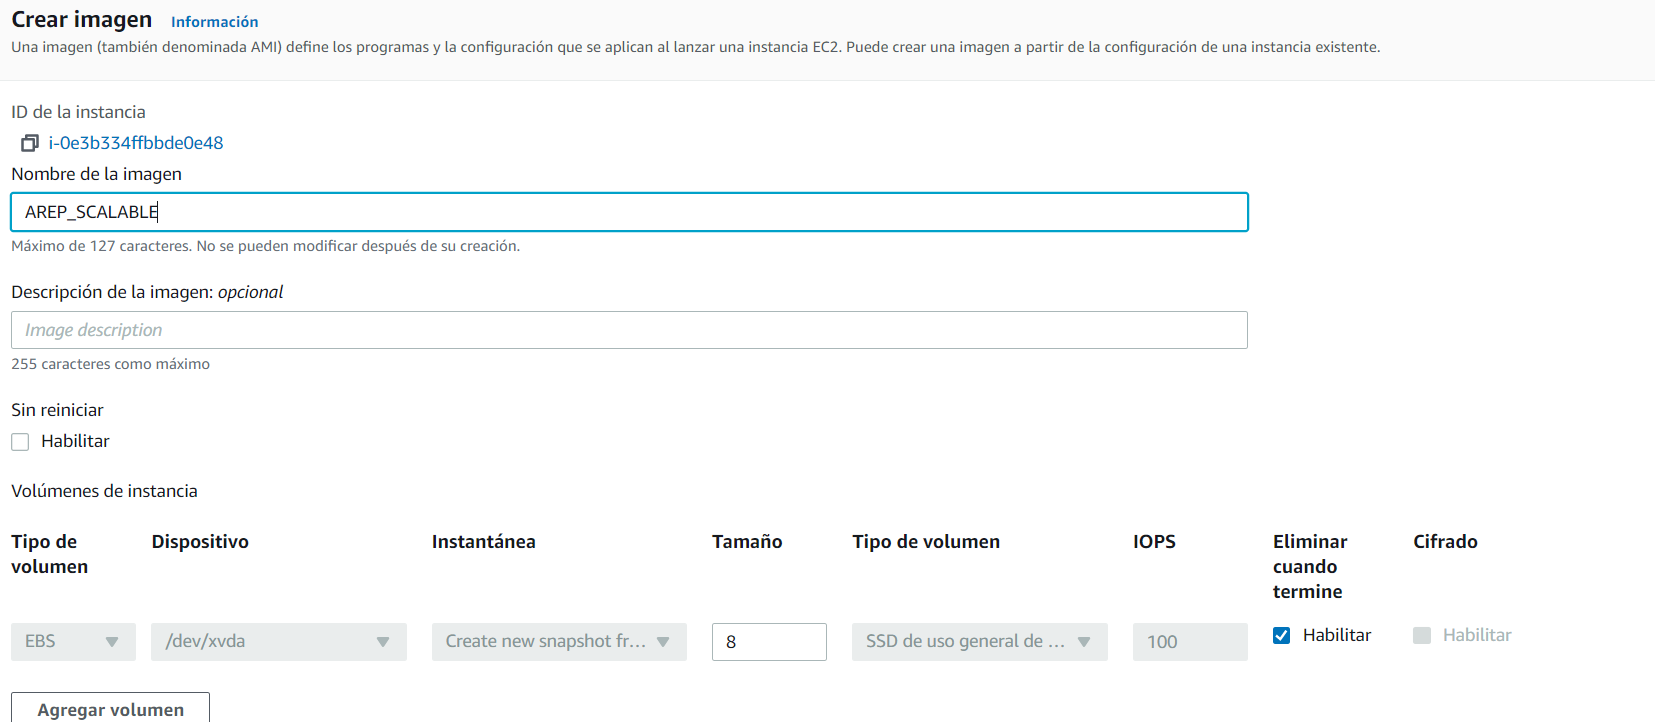 Crear imagen Información
Una imagen (también denominada AMI) define los programas y la configuración que se aplican al lanzar una instancia EC2. Puede crear una imagen a partir de la configuración de una instancia existente.
ID de la instancia
i-0e3b334ffbbde0e48
Nombre de la imagen
AREP_SCALABLE
Máximo de 127 caracteres. No se pueden modificar después de su creación.
Descripción de la imagen: opcional
Image description
255 caracteres como máximo
Sin reiniciar
Habilitar
Volúmenes de instancia
Tipo de volumen Dispositivo Instantánea Tamaño Tipo de volumen IOPS Eliminar cuando termine Cifrado
EBS /dev/xvda Create new snapshot fr... 8 SSD de uso general de ... 100 Habilitar Habilitar
Agregar volumen